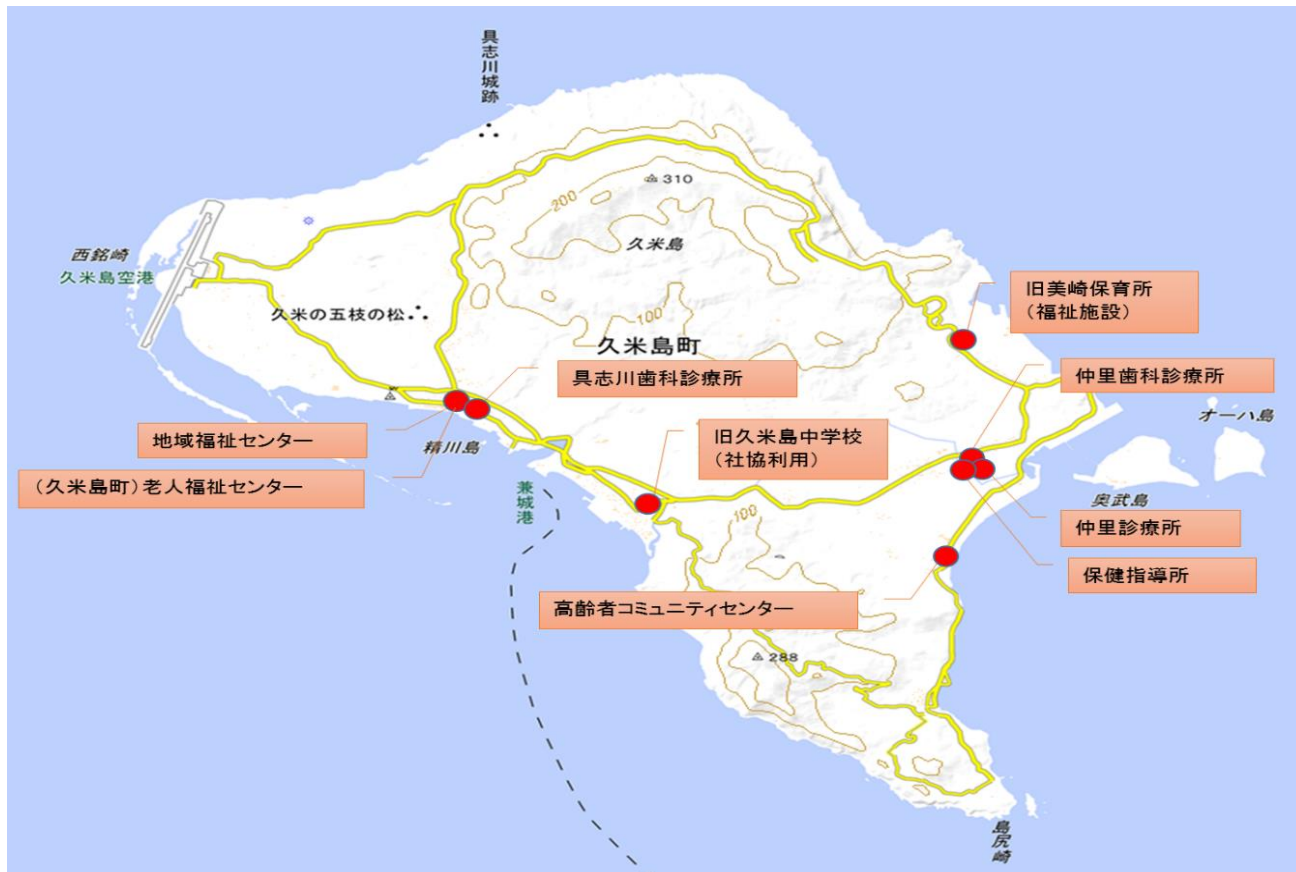 具志川城跡
310
200
久米島
西銘崎
久米島空港
旧美崎保育所
(福祉施設)
久米の五枝の松
100
久米島町
具志川歯科診療所
仲里歯科診療所
オーハ島
地域福祉センター
精川島
旧久米島中学校
(社協利用)
(久米島町)老人福祉センター
兼城港
奥武島
100
仲里診療所
保健指導所
高齢者コミュニティセンター
288
島尻崎